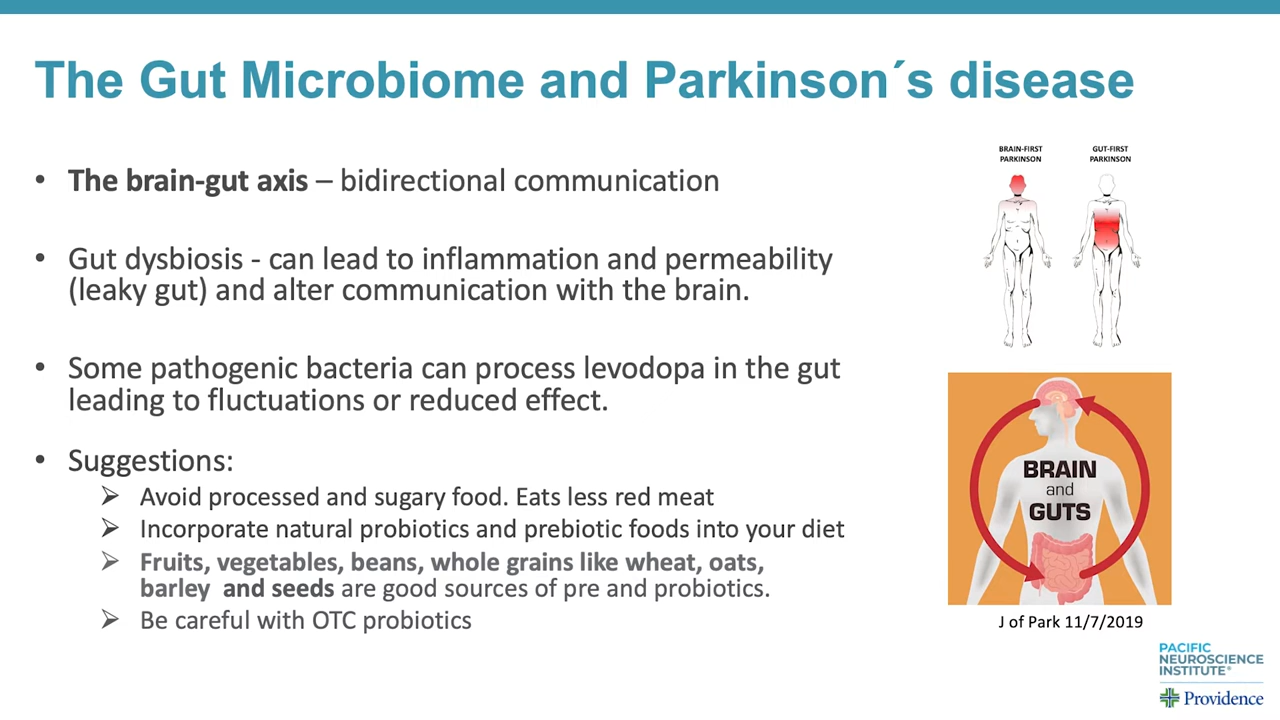 The Gut Microbiome and Parkinson´s disease
• The brain-gut axis – bidirectional communication
• Gut dysbiosis - can lead to inflammation and permeability
(leaky gut) and alter communication with the brain.
• Some pathogenic bacteria can process levodopa in the gut
leading to fluctuations or reduced effect.
• Suggestions:
➢ Avoid processed and sugary food. Eats less red meat
➢ Incorporate natural probiotics and prebiotic foods into your diet
➢ Fruits, vegetables, beans, whole grains like wheat, oats,
barley and seeds are good sources of pre and probiotics.
➢ Be careful with OTC probiotics
BRAIN-FIRST
PARKINSON
GUT-FIRST
PARKINSON
BRAIN
and
GUTS
J of Park 11/7/2019
PACIFIC
NEUROSCIENCE
INSTITUTE®
Providence